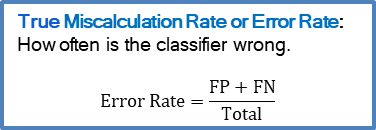 True Miscalculation Rate or Error Rate:
How often is the classifier wrong.
Error Rate = FP + FN / Total